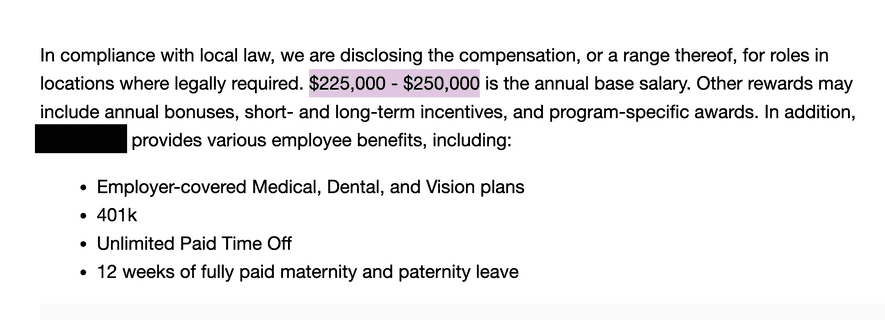 In compliance with local law, we are disclosing the compensation, or a range thereof, for roles in
locations where legally required. $225,000 - $250,000 is the annual base salary. Other rewards may
include annual bonuses, short- and long-term incentives, and program-specific awards. In addition,
provides various employee benefits, including:
• Employer-covered Medical, Dental, and Vision plans
• 401k
• Unlimited Paid Time Off
• 12 weeks of fully paid maternity and paternity leave